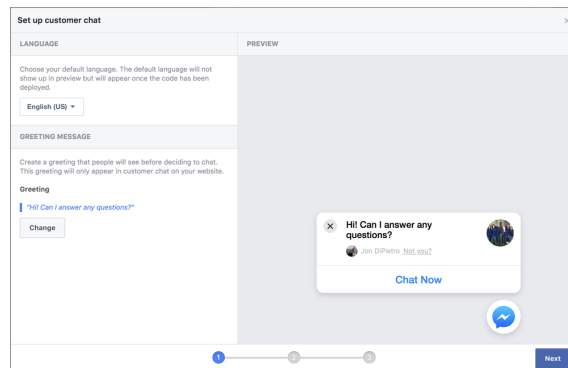 Set up customer chat
LANGUAGE
Choose your default language. The default language will not
show up in preview but will appear once the code has been
deployed.
English (US)
GREETING MESSAGE
Create a greeting that people will see before deciding to chat.
This greeting will only appear in customer chat on your website.
Greeting
"Hi! Can I answer any questions?"
Change
PREVIEW
Hi! Can I answer any
questions?
Jon DiPietro Not you?
Chat Now
1
2
3
Next